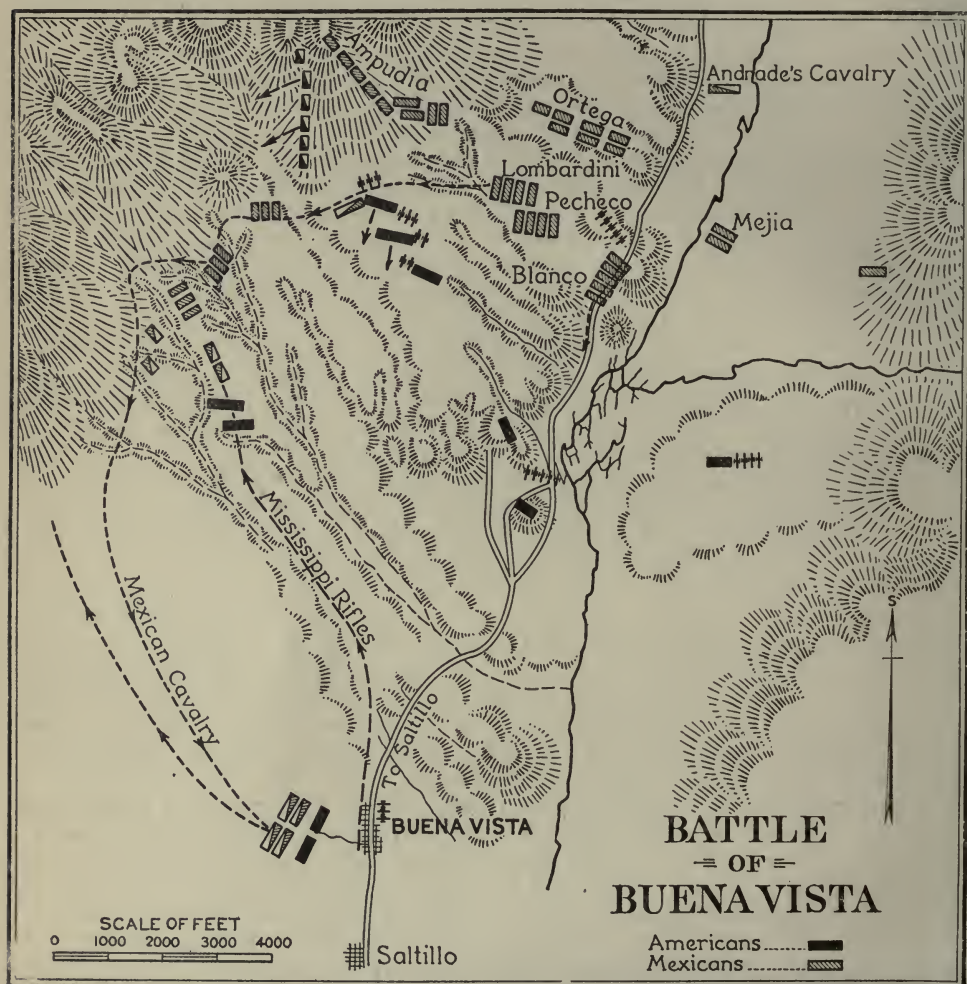 Ampudia
Andrade's Cavalry
Ortega
Lombardini
Pecheco
Mejia
Blanco
Mississippi Rifles
Mexican Cavalry
S
To Saltillo
BUENA VISTA
BATTLE
OF
BUENA VISTA
SCALE OF FEET
0 1000 2000 3000 4000
Americans
Mexicans
Saltillo